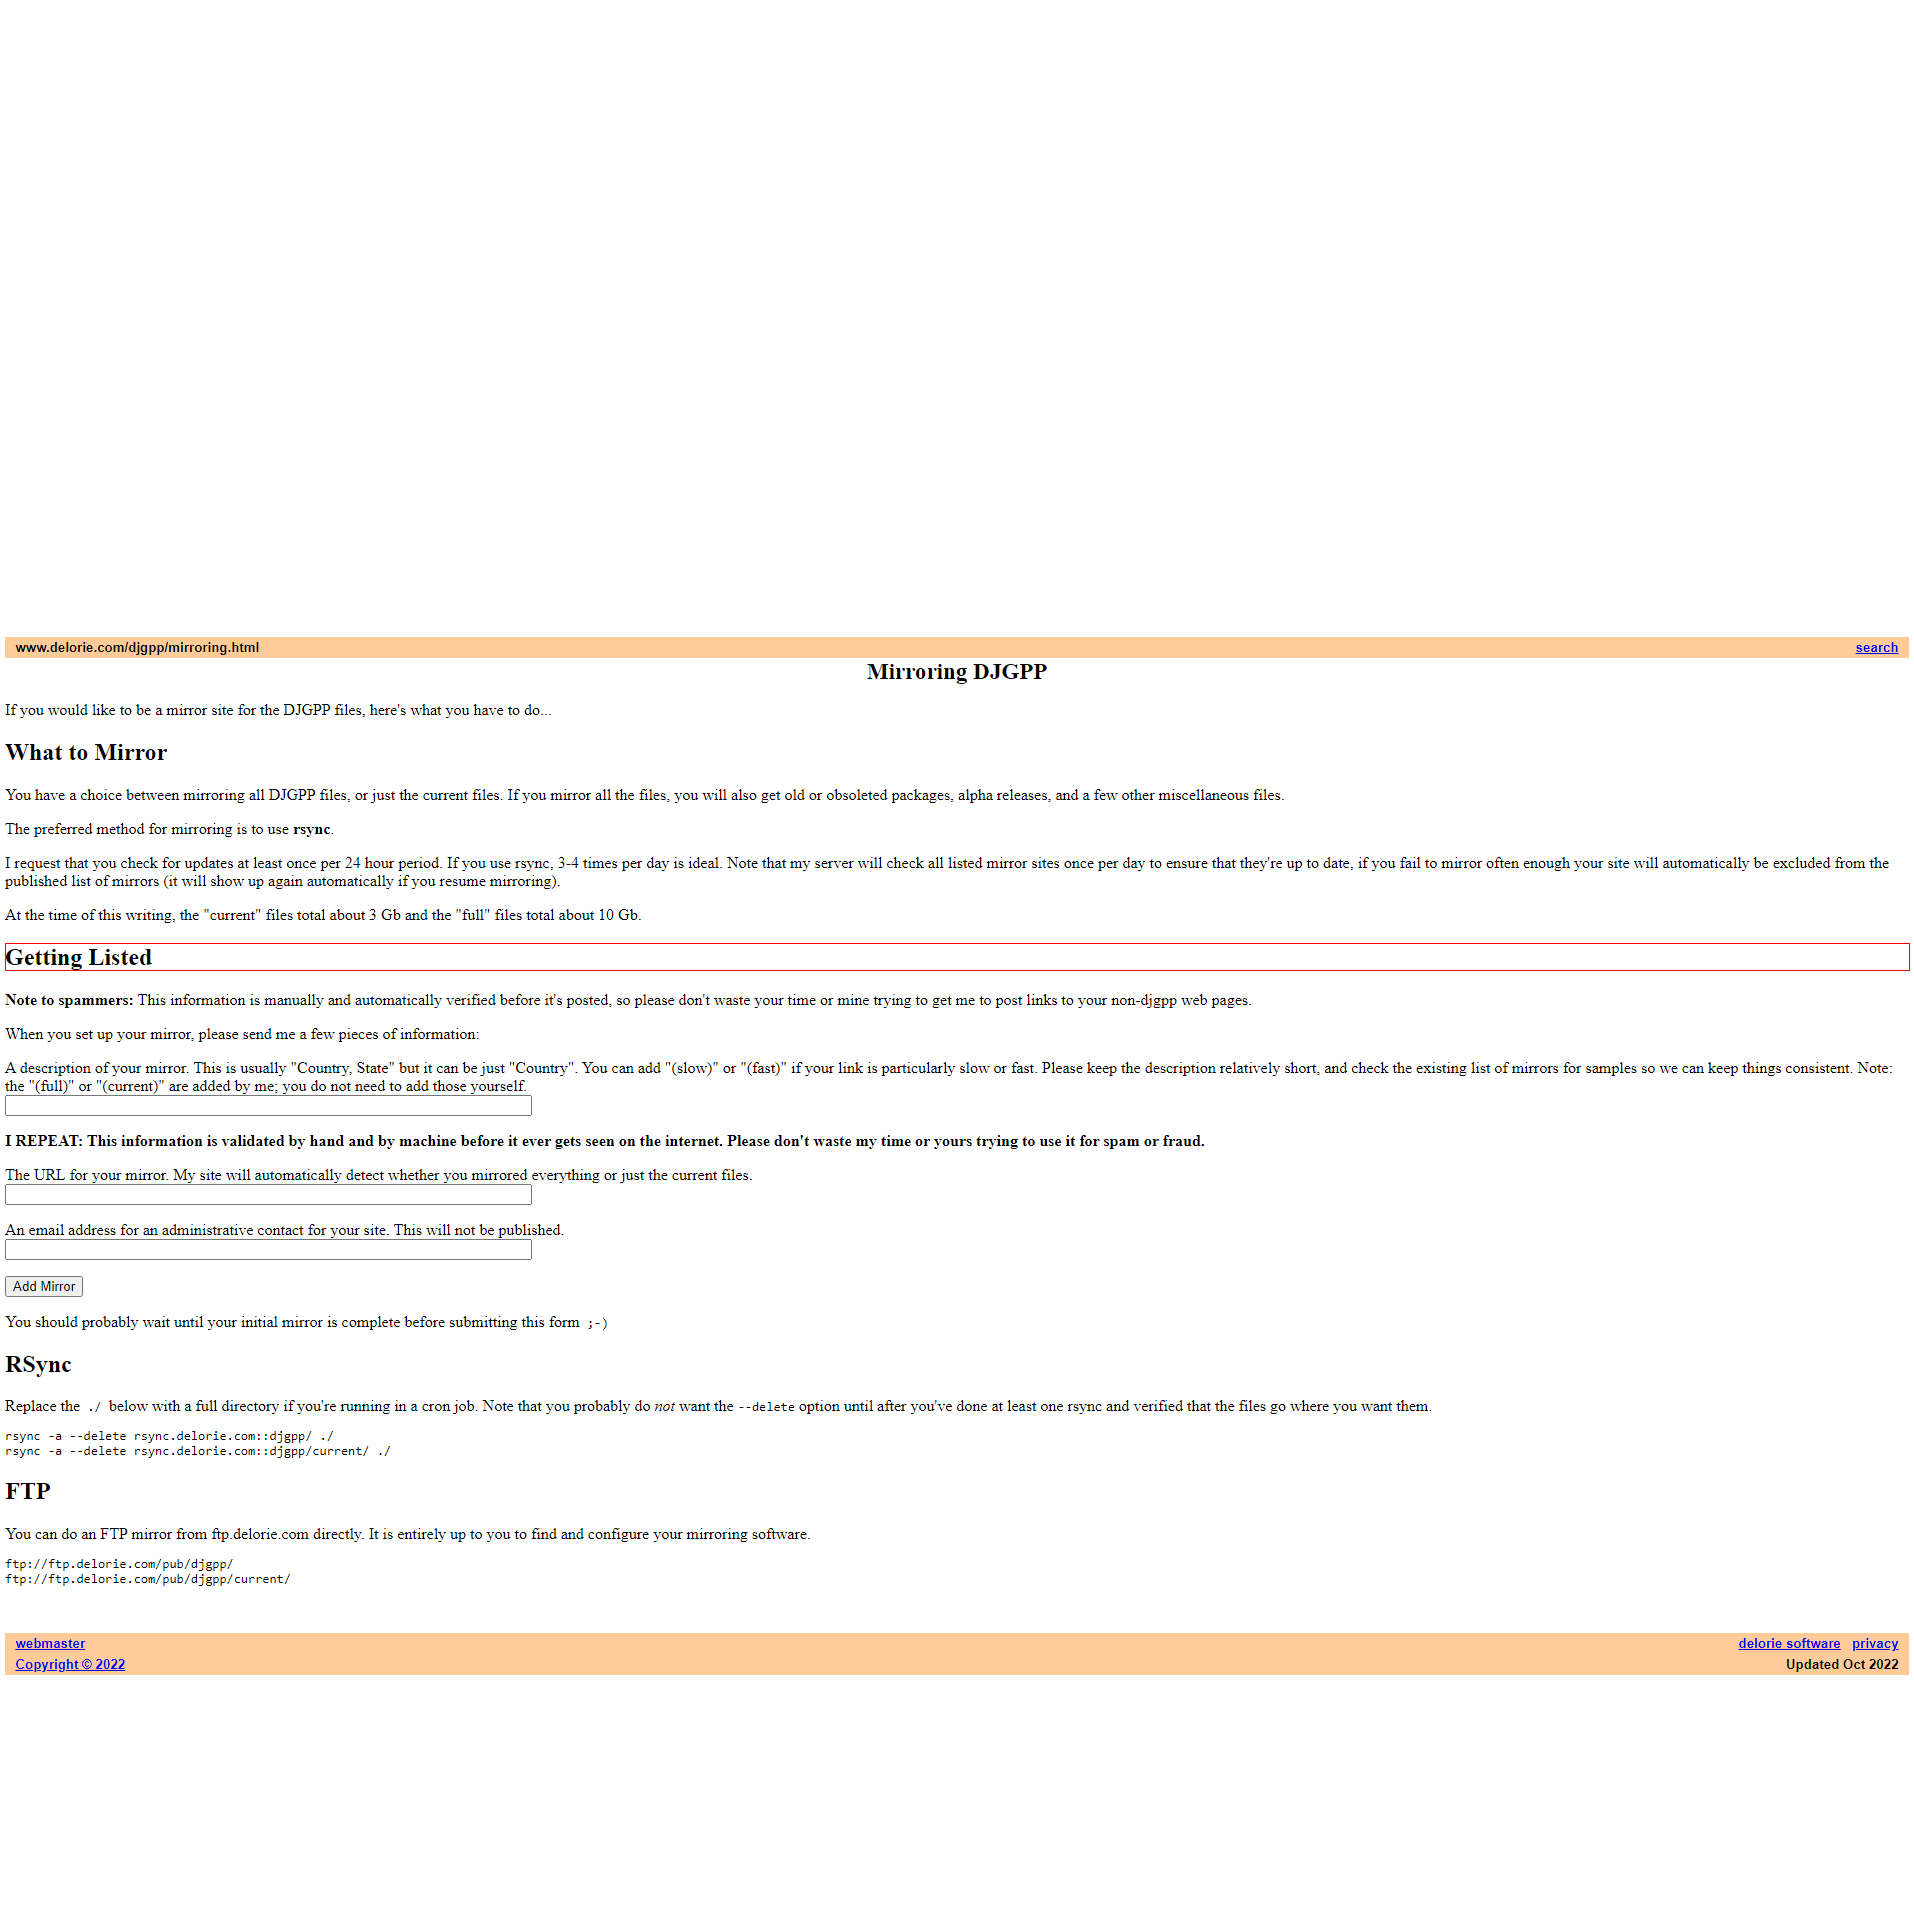 www.delorie.com/djgpp/mirroring.html search
Mirroring DJGPP
If you would like to be a mirror site for the DJGPP files, here's what you have to do...
What to Mirror
You have a choice between mirroring all DJGPP files, or just the current files. If you mirror all the files, you will also get old or obsoleted packages, alpha releases, and a few other miscellaneous files.
The preferred method for mirroring is to use rsync.
I request that you check for updates at least once per 24 hour period. If you use rsync, 3-4 times per day is ideal. Note that my server will check all listed mirror sites once per day to ensure that they're up to date, if you fail to mirror often enough your site will automatically be excluded from the
published list of mirrors (it will show up again automatically if you resume mirroring).
At the time of this writing, the "current" files total about 3 Gb and the "full" files total about 10 Gb.
Getting Listed
Note to spammers: This information is manually and automatically verified before it's posted, so please don't waste your time or mine trying to get me to post links to your non-djgpp web pages.
When you set up your mirror, please send me a few pieces of information:
A description of your mirror. This is usually "Country, State" but it can be just "Country". You can add "(slow)" or "(fast)" if your link is particularly slow or fast. Please keep the description relatively short, and check the existing list of mirrors for samples so we can keep things consistent. Note:
the "(full)" or "(current)" are added by me; you do not need to add those yourself.
I REPEAT: This information is validated by hand and by machine before it ever gets seen on the internet. Please don't waste my time or yours trying to use it for spam or fraud.
The URL for your mirror. My site will automatically detect whether you mirrored everything or just the current files.
An email address for an administrative contact for your site. This will not be published.
Add Mirror
You should probably wait until your initial mirror is complete before submitting this form ;-)
RSync
Replace the ./ below with a full directory if you're running in a cron job. Note that you probably do not want the --delete option until after you've done at least one rsync and verified that the files go where you want them.
rsync -a --delete rsync.delorie.com::djgpp/ ./
rsync -a --delete rsync.delorie.com::djgpp/current/ ./
FTP
You can do an FTP mirror from ftp.delorie.com directly. It is entirely up to you to find and configure your mirroring software.
ftp://ftp.delorie.com/pub/djgpp/
ftp://ftp.delorie.com/pub/djgpp/current/
webmaster delorie software privacy
Copyright © 2022 Updated Oct 2022